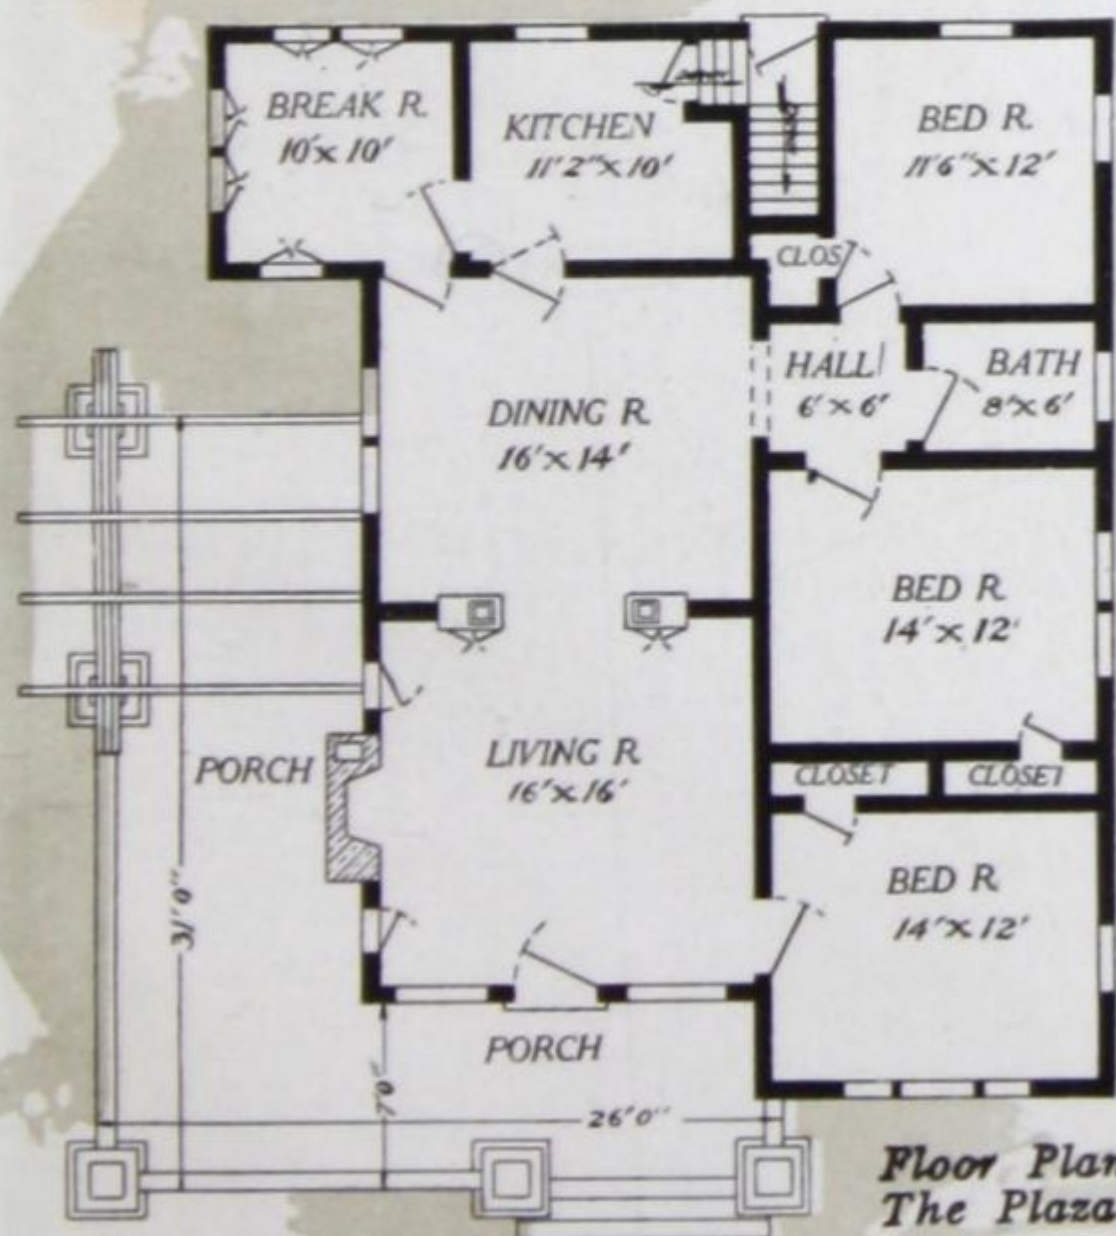 BREAK R.
10'x 10'
KITCHEN
11'2"x 10'
BED R.
11'6"x 12'
CLOS
HALL
6'x 6'
BATH
8'x 6'
DINING R.
16'x 14'
BED R.
14'x 12'
LIVING R.
16'x 16'
PORCH
CLOSET
CLOSET
BED R.
14'x 12'
31'0"
PORCH
26'0"
Floor Plan
The Plaza